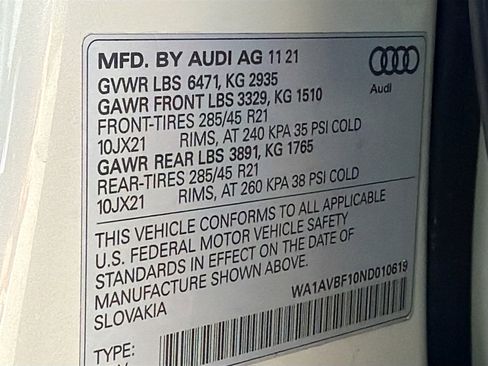 MFD. BY AUDI AG 11 21
GVWR LBS 6471, KG 2935
GAWR FRONT LBS 3329, KG 1510
FRONT-TIRES 285/45 R21
10JX21 RIMS, AT 240 KPA 35 PSI COLD
GAWR REAR LBS 3891, KG 1765
REAR-TIRES 285/45 R21
10JX21 RIMS, AT 260 KPA 38 PSI COLD
Audi
THIS VEHICLE CONFORMS TO ALL APPLICABLE
U.S. FEDERAL MOTOR VEHICLE SAFETY
STANDARDS IN EFFECT ON THE DATE OF
MANUFACTURE SHOWN ABOVE.
SLOVAKIA
WA1AVBF10ND010619
TYPE: